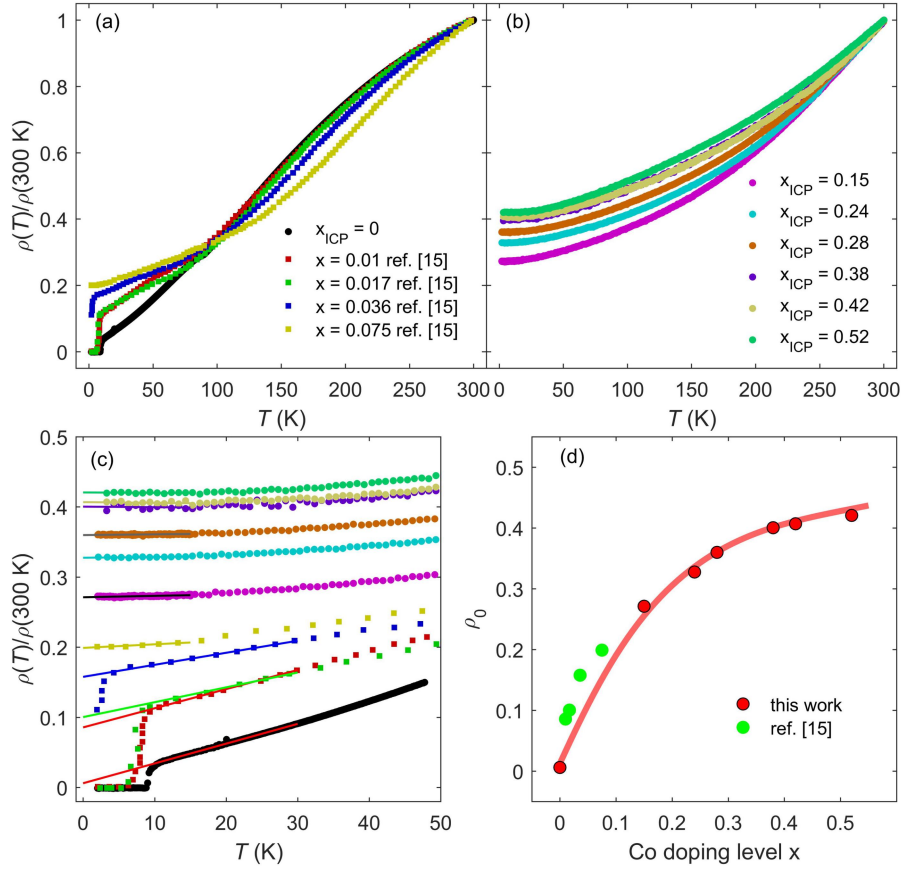 (a)
ρ(T)/ρ(300 K)
1
0.8
0.6
0.4
0.2
0
x_ICP = 0
x = 0.01 ref. [15]
x = 0.017 ref. [15]
x = 0.036 ref. [15]
x = 0.075 ref. [15]
0 50 100 150 200 250 300
T (K)
(b)
x_ICP = 0.15
x_ICP = 0.24
x_ICP = 0.28
x_ICP = 0.38
x_ICP = 0.42
x_ICP = 0.52
50 100 150 200 250 300
T (K)
(c)
ρ(T)/ρ(300 K)
0.5
0.4
0.3
0.2
0.1
0
0 10 20 30 40 50
T (K)
(d)
ρ₀
0.5
0.4
0.3
0.2
0.1
0
this work
ref. [15]
0 0.1 0.2 0.3 0.4 0.5
Co doping level x